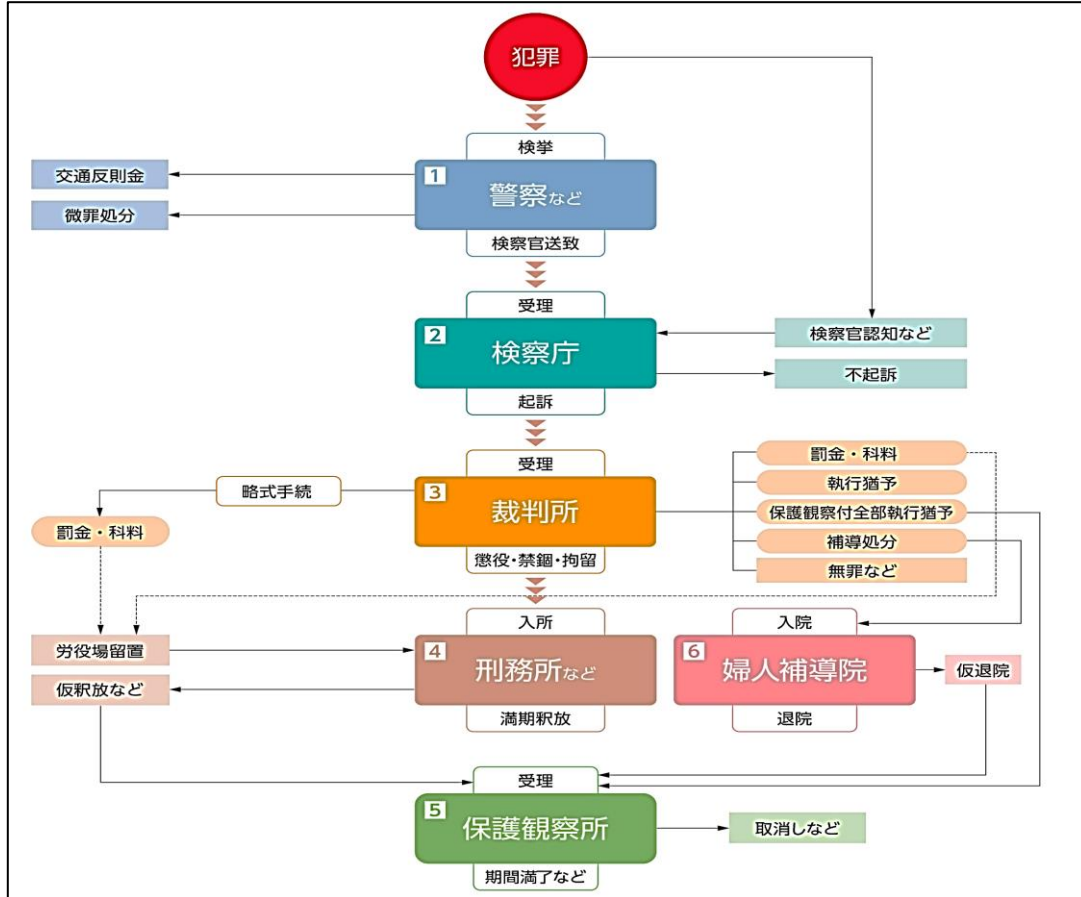 犯罪
検挙
1
警察など
検察官送致
交通反則金
微罪処分
受理
2
検察庁
起訴
検察官認知など
不起訴
受理
3
裁判所
懲役・禁錮・拘留
略式手続
罰金・科料
罰金・科料
執行猶予
保護観察付全部執行猶予
補導処分
無罪など
労役場留置
仮釈放など
入所
4
刑務所など
満期釈放
入院
6
婦人補導院
退院
仮退院
受理
5
保護観察所
期間満了など
取消しなど